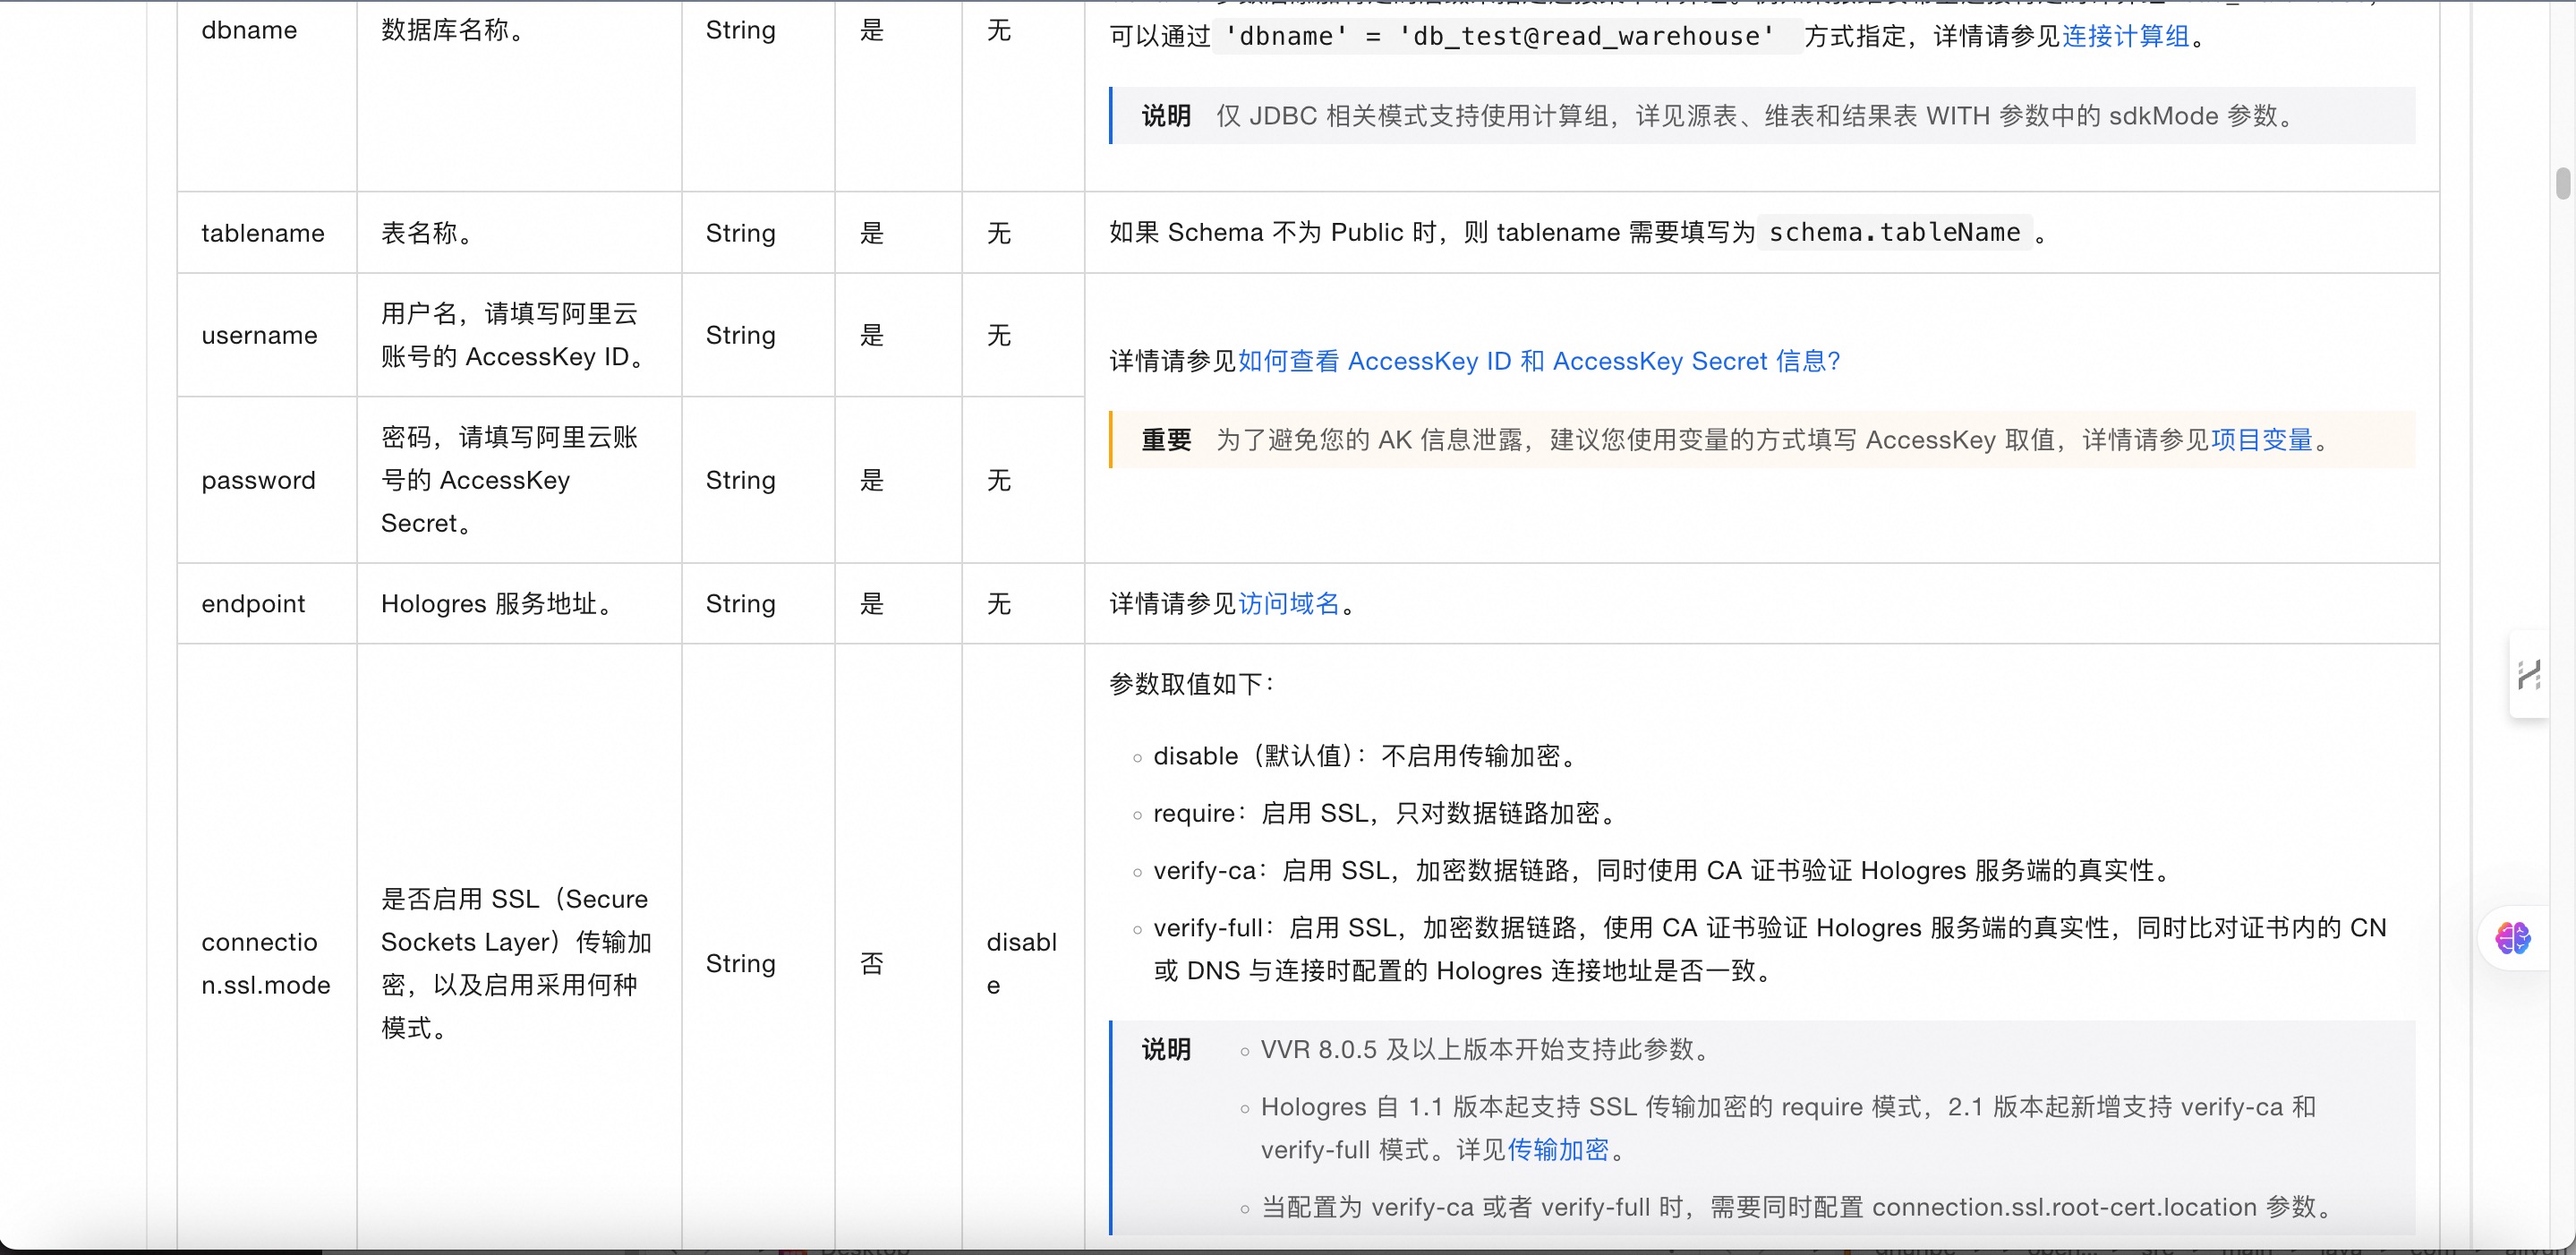 dbname
数据库名称。
String
是
无
可以通过 'dbname' = 'db_test@read_warehouse' 方式指定，详情请参见连接计算组。
说明 仅 JDBC 相关模式支持使用计算组，详见源表、维表和结果表 WITH 参数中的 sdkMode 参数。
tablename
表名称。
String
是
无
如果 Schema 不为 Public 时，则 tablename 需要填写为 schema.tableName 。
username
用户名，请填写阿里云
账号的 AccessKey ID。
String
是
无
详情请参见如何查看 AccessKey ID 和 AccessKey Secret 信息？
重要 为了避免您的 AK 信息泄露，建议您使用变量的方式填写 AccessKey 取值，详情请参见项目变量。
password
密码，请填写阿里云账
号的 AccessKey
Secret。
String
是
无
endpoint
Hologres 服务地址。
String
是
无
详情请参见访问域名。
connectio
n.ssl.mode
是否启用 SSL（Secure
Sockets Layer）传输加
密，以及启用采用何种
模式。
String
否
disabl
e
参数取值如下：
disable（默认值）：不启用传输加密。
require：启用 SSL，只对数据链路加密。
verify-ca：启用 SSL，加密数据链路，同时使用 CA 证书验证 Hologres 服务端的真实性。
verify-full：启用 SSL，加密数据链路，使用 CA 证书验证 Hologres 服务端的真实性，同时比对证书内的 CN
或 DNS 与连接时配置的 Hologres 连接地址是否一致。
说明
VVR 8.0.5 及以上版本开始支持此参数。
Hologres 自 1.1 版本起支持 SSL 传输加密的 require 模式，2.1 版本起新增支持 verify-ca 和
verify-full 模式。详见传输加密。
当配置为 verify-ca 或者 verify-full 时，需要同时配置 connection.ssl.root-cert.location 参数。